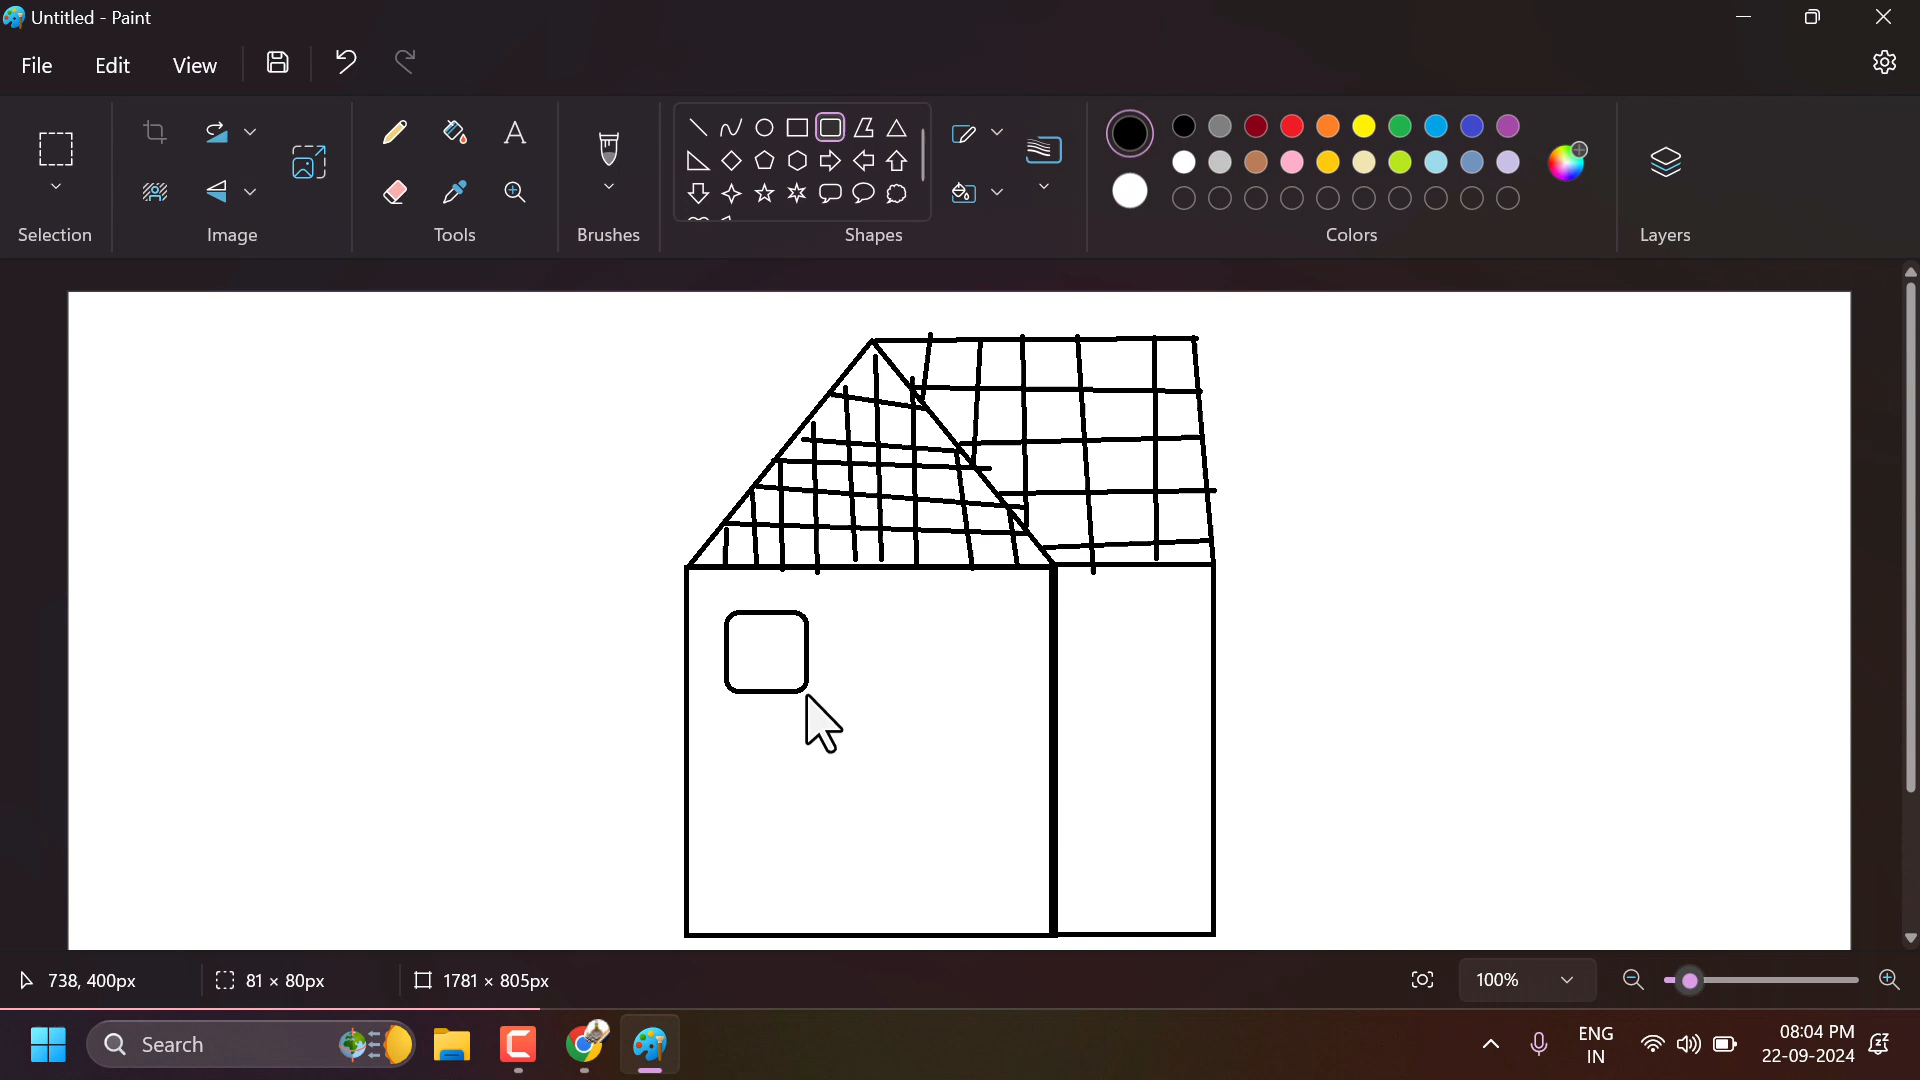 Untitled - Paint
File Edit View
Selection Image Tools Brushes Shapes Colors Layers
738, 400px 81 × 80px 1781 × 805px 100%
Search ENG 08:04 PM
IN 22-09-2024